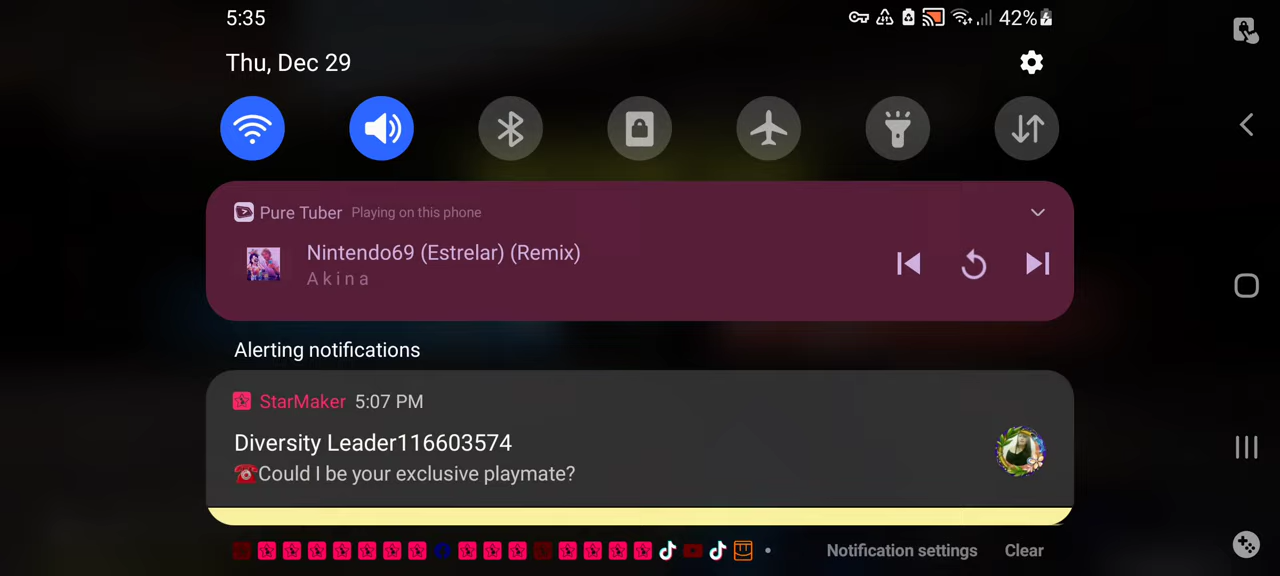 5:35
42%
Thu, Dec 29
Pure Tuber Playing on this phone
Nintendo69 (Estrelar) (Remix)
A k i n a
Alerting notifications
StarMaker 5:07 PM
Diversity Leader116603574
☎Could I be your exclusive playmate?
Notification settings Clear